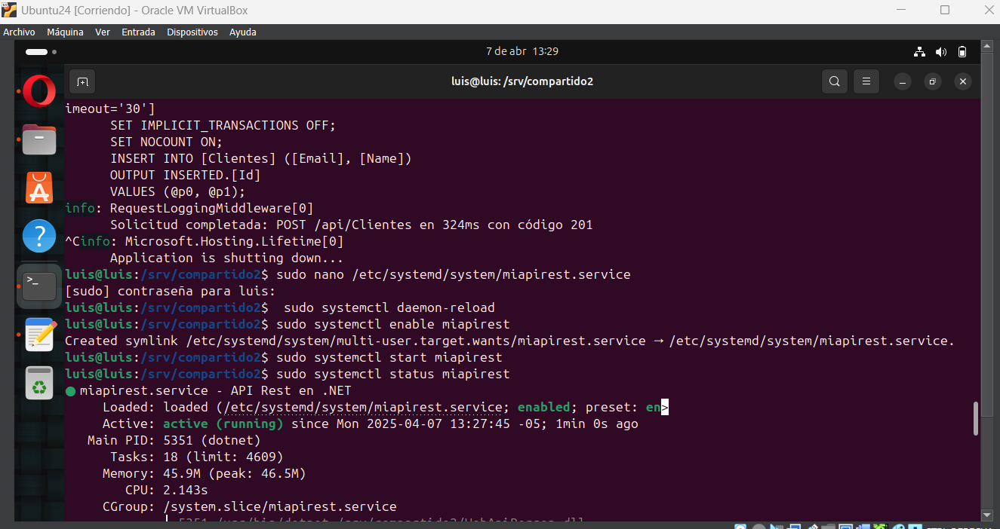 Ubuntu24 [Corriendo] - Oracle VM VirtualBox
Archivo Máquina Ver Entrada Dispositivos Ayuda
7 de abr 13:29
luis@luis: /srv/compartido2
imeout='30']
SET IMPLICIT_TRANSACTIONS OFF;
SET NOCOUNT ON;
INSERT INTO [Clientes] ([Email], [Name])
OUTPUT INSERTED.[Id]
VALUES (@p0, @p1);
info: RequestLoggingMiddleware[0]
Solicitud completada: POST /api/Clientes en 324ms con código 201
^Cinfo: Microsoft.Hosting.Lifetime[0]
Application is shutting down...
luis@luis:/srv/compartido2$ sudo nano /etc/systemd/system/miapirest.service
[sudo] contraseña para luis:
luis@luis:/srv/compartido2$  sudo systemctl daemon-reload
luis@luis:/srv/compartido2$ sudo systemctl enable miapirest
Created symlink /etc/systemd/system/multi-user.target.wants/miapirest.service → /etc/systemd/system/miapirest.service.
luis@luis:/srv/compartido2$ sudo systemctl start miapirest
luis@luis:/srv/compartido2$ sudo systemctl status miapirest
● miapirest.service - API Rest en .NET
Loaded: loaded (/etc/systemd/system/miapirest.service; enabled; preset: en>
Active: active (running) since Mon 2025-04-07 13:27:45 -05; 1min 0s ago
Main PID: 5351 (dotnet)
Tasks: 18 (limit: 4609)
Memory: 45.9M (peak: 46.5M)
CPU: 2.143s
CGroup: /system.slice/miapirest.service
5351 /usr/bin/dotnet /srv/compartido2/